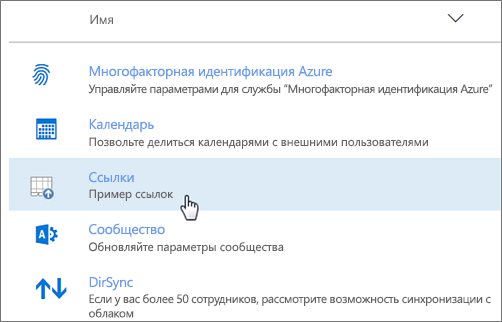 Имя
Многофакторная идентификация Azure
Управляйте параметрами для службы "Многофакторная идентификация Azure"
Календарь
Позвольте делиться календарями с внешними пользователями
Ссылки
Пример ссылок
Сообщество
Обновляйте параметры сообщества
DirSync
Если у вас более 50 сотрудников, рассмотрите возможность синхронизации с
облаком